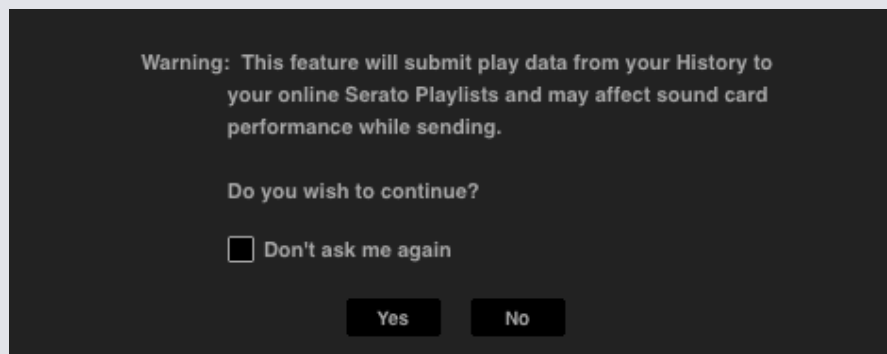 Warning: This feature will submit play data from your History to
your online Serato Playlists and may affect sound card
performance while sending.
Do you wish to continue?
Don't ask me again
Yes No